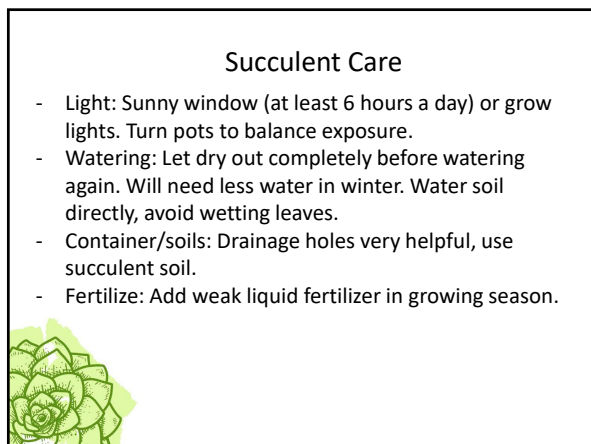 Succulent Care
- Light: Sunny window (at least 6 hours a day) or grow
lights. Turn pots to balance exposure.
- Watering: Let dry out completely before watering
again. Will need less water in winter. Water soil
directly, avoid wetting leaves.
- Container/soils: Drainage holes very helpful, use
succulent soil.
- Fertilize: Add weak liquid fertilizer in growing season.